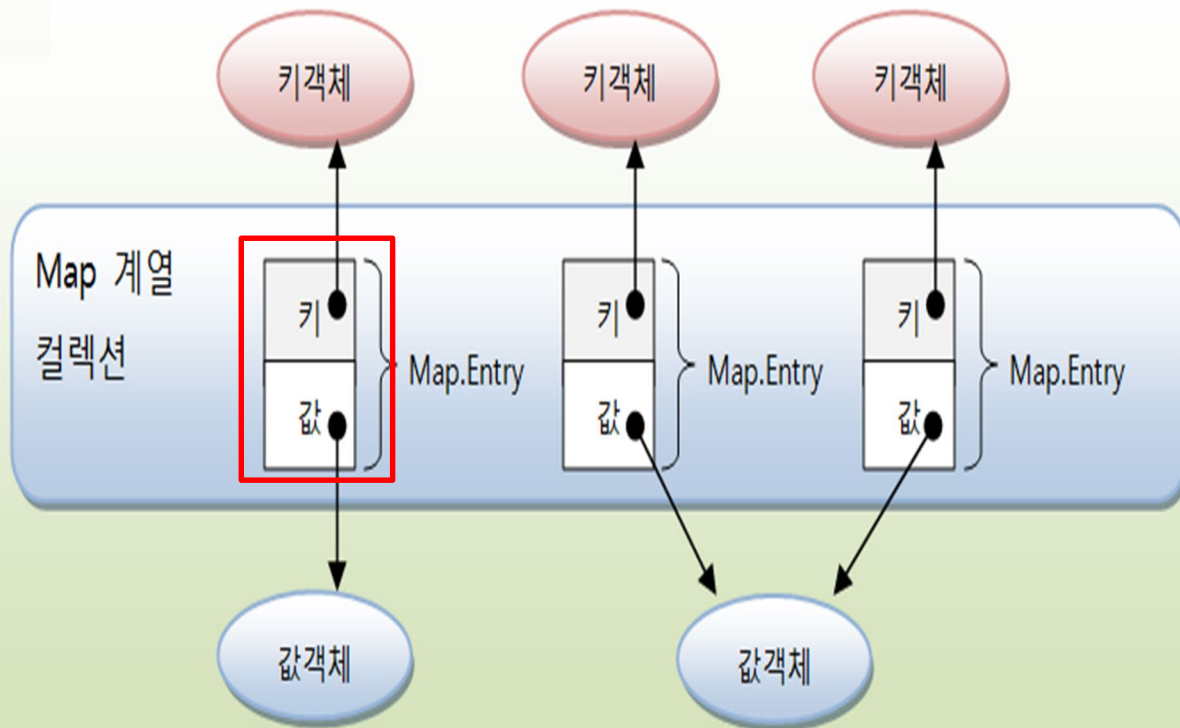 키객체 키객체 키객체
Map 계열
컬렉션
키 키 키
Map.Entry Map.Entry Map.Entry
값 값 값
값객체 값객체